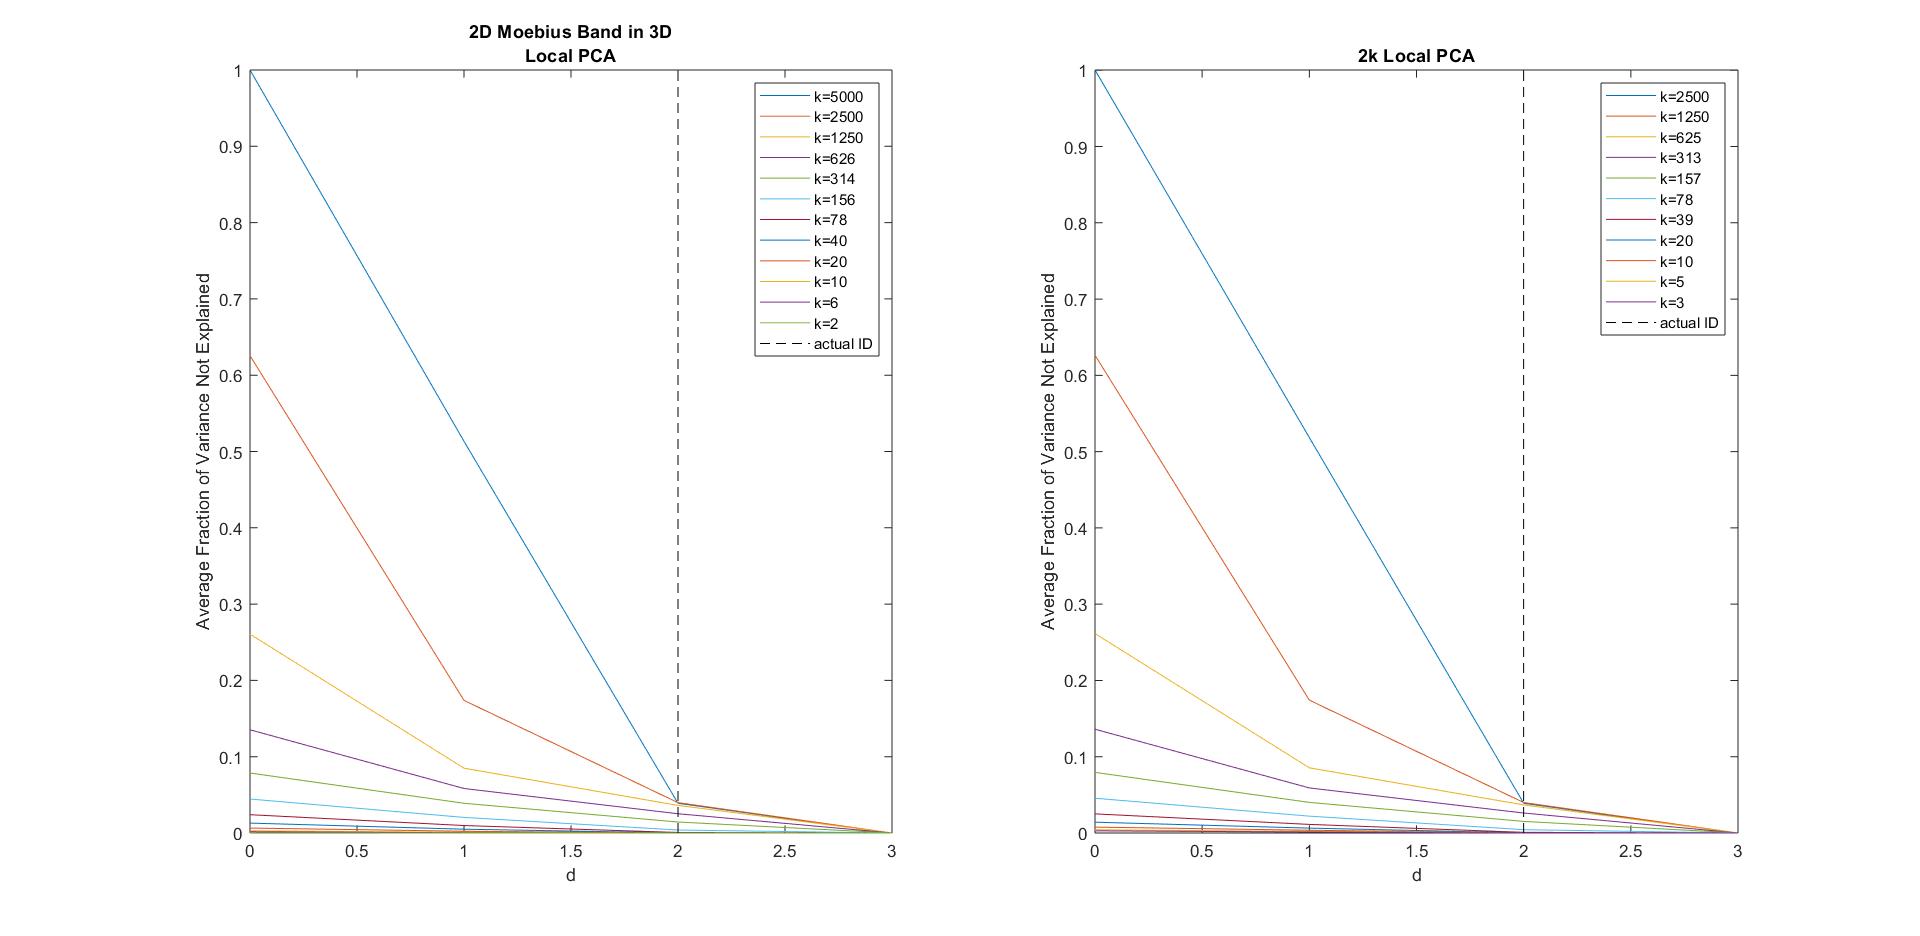 2D Moebius Band in 3D
Local PCA
Average Fraction of Variance Not Explained
1
0.9
0.8
0.7
0.6
0.5
0.4
0.3
0.2
0.1
0
0 0.5 1 1.5 2 2.5 3
d
k=5000
k=2500
k=1250
k=626
k=314
k=156
k=78
k=40
k=20
k=10
k=6
k=2
actual ID
2k Local PCA
Average Fraction of Variance Not Explained
1
0.9
0.8
0.7
0.6
0.5
0.4
0.3
0.2
0.1
0
0 0.5 1 1.5 2 2.5 3
d
k=2500
k=1250
k=625
k=313
k=157
k=78
k=39
k=20
k=10
k=5
k=3
actual ID